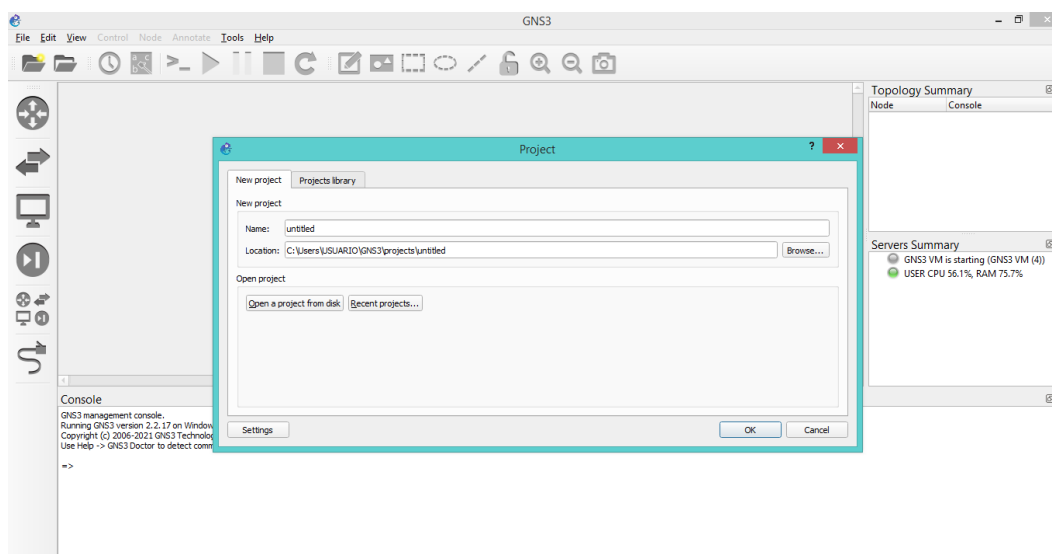 GNS3
File Edit View Control Node Annotate Tools Help
Topology Summary
Node Console
Project
New project Projects library
New project
Name: untitled
Location: C:\Users\USUARIO\GNS3\projects\untitled Browse...
Open project
Open a project from disk Recent projects...
Settings OK Cancel
Servers Summary
GNS3 VM is starting (GNS3 VM (4))
USER CPU 56.1%, RAM 75.7%
Console
GNS3 management console.
Running GNS3 version 2.2.17 on Window
Copyright (c) 2006-2021 GNS3 Technolog
Use Help -> GNS3 Doctor to detect comm
=>